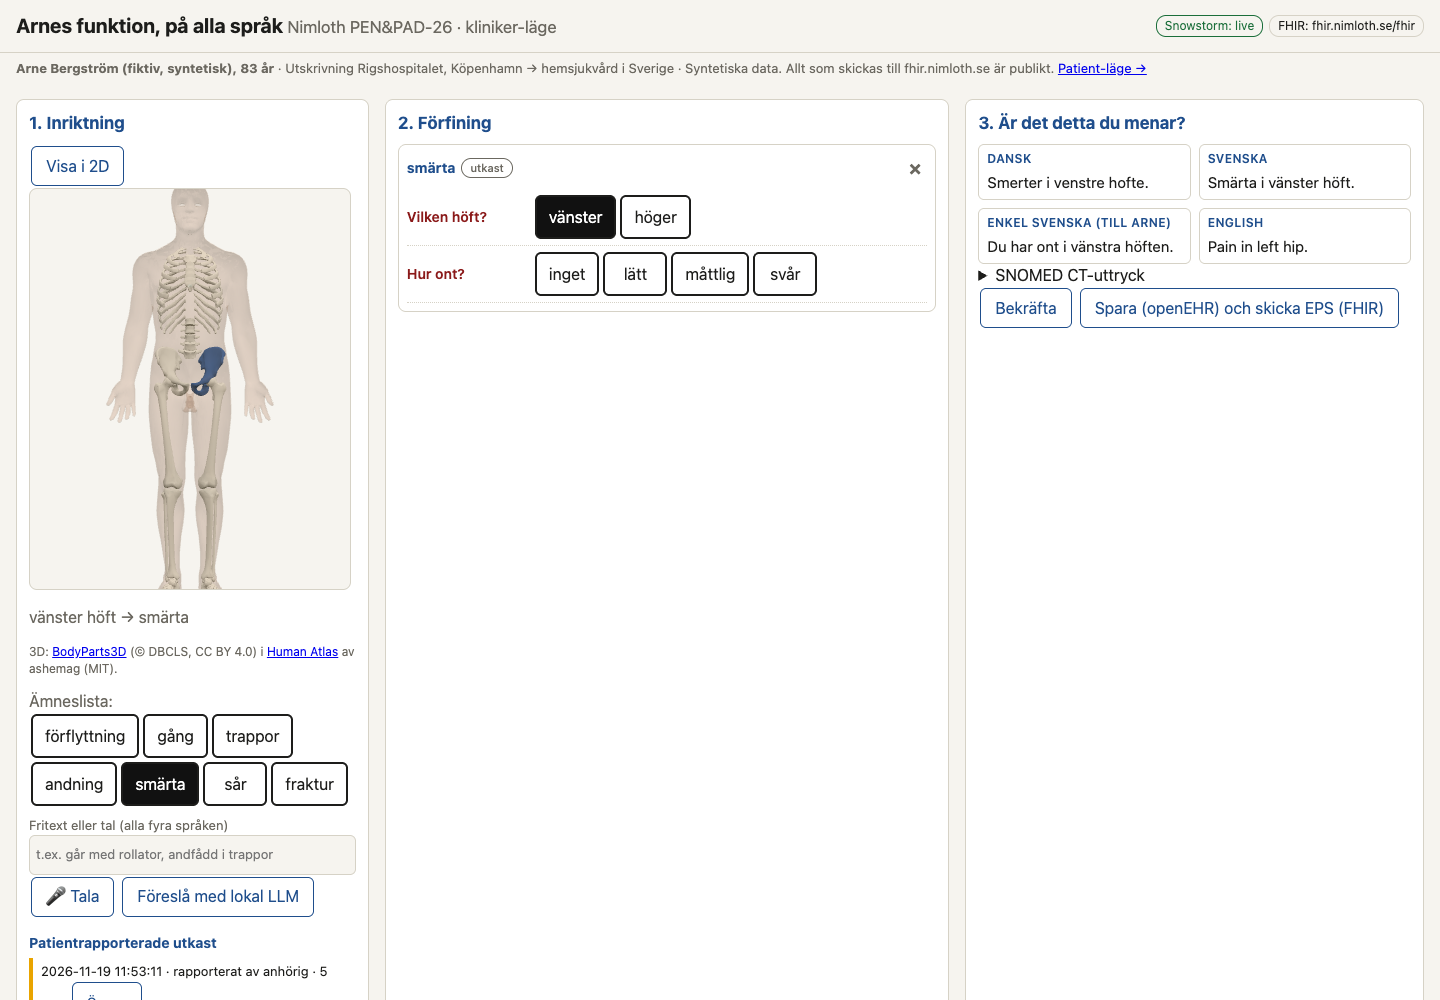 Arnes funktion, på alla språk Nimloth PEN&PAD-26 · kliniker-läge
Snowstorm: live
FHIR: fhir.nimloth.se/fhir
Arne Bergström (fiktiv, syntetisk), 83 år · Utskrivning Rigshospitalet, Köpenhamn → hemsjukvård i Sverige · Syntetiska data. Allt som skickas till fhir.nimloth.se är publikt. Patient-läge →
1. Inriktning
Visa i 2D
vänster höft → smärta
3D: BodyParts3D (© DBCLS, CC BY 4.0) i Human Atlas av
ashemag (MIT).
Ämneslista:
förflyttning gång trappor
andning smärta sår fraktur
Fritext eller tal (alla fyra språken)
t.ex. går med rollator, andfådd i trappor
🎤 Tala
Föreslå med lokal LLM
Patientrapporterade utkast
2026-11-19 11:53:11 · rapporterat av anhörig · 5
2. Förfining
smärta utkast ×
Vilken höft? vänster höger
Hur ont? inget lätt måttlig svår
3. Är det detta du menar?
DANSK
Smerter i venstre hofte.
SVENSKA
Smärta i vänster höft.
ENKEL SVENSKA (TILL ARNE)
Du har ont i vänstra höften.
ENGLISH
Pain in left hip.
▶ SNOMED CT-uttryck
Bekräfta
Spara (openEHR) och skicka EPS (FHIR)